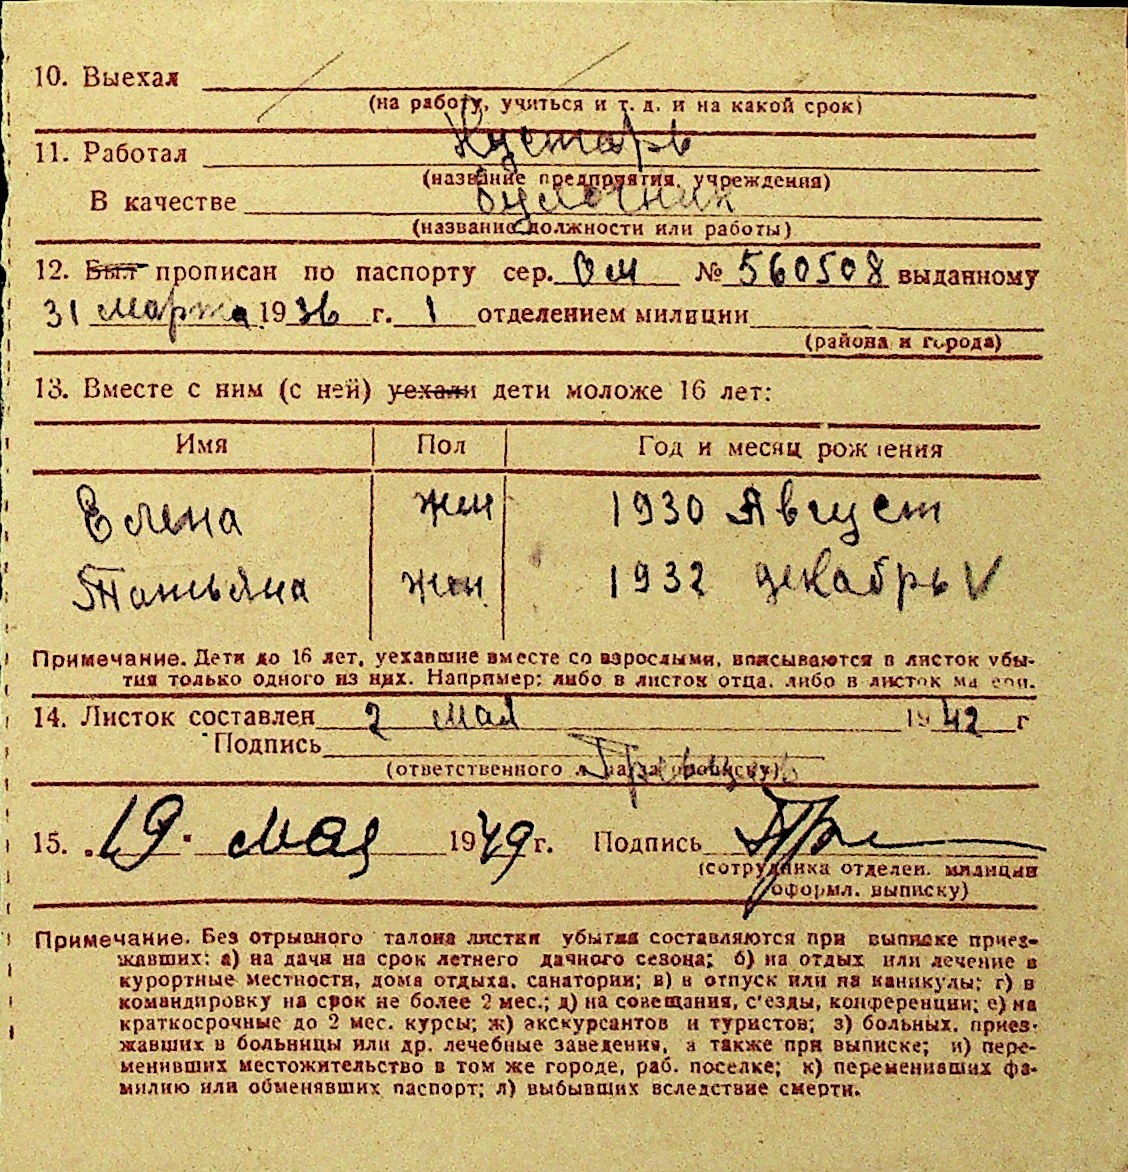 10. Выехал
(на работу, учиться и т. д. и на какой срок)
Кустарь
11. Работал
(название предприятия, учреждения)
В качестве булочник
(название должности или работы)
12. Был прописан по паспорту сер. ОМ № 560508 выданному
31 марта 1936 г. 1 отделением милиции
(района и города)
13. Вместе с ним (с ней) уехали дети моложе 16 лет:
Имя Пол Год и месяц рождения
Елена жен 1930 Август
Татьяна жен. 1932 декабрь V
Примечание. Дети до 16 лет, уехавшие вместе со взрослыми, вписываются в листок убы-
тия только одного из них. Например: либо в листок отца, либо в листок матери.
14. Листок составлен 2 мая 1942 г
Подпись
(ответственного за прописку)
15. „19" мая 1949 г. Подпись
(сотрудника отделен. милиции
оформл. выписку)
Примечание. Без отрывного талона листки убытия составляются при выписке приез-
жавших: а) на дачи на срок летнего дачного сезона; б) на отдых или лечение в
курортные местности, дома отдыха, санатории; в) в отпуск или на каникулы; г) в
командировку на срок не более 2 мес.; д) на совещания, с'езды, конференции; е) на
краткосрочные до 2 мес. курсы; ж) экскурсантов и туристов; з) больных, приез-
жавших в больницы или др. лечебные заведения, а также при выписке; и) пере-
менивших местожительство в том же городе, раб. поселке; к) переменивших фа-
милию или обменявших паспорт; л) выбывших вследствие смерти.